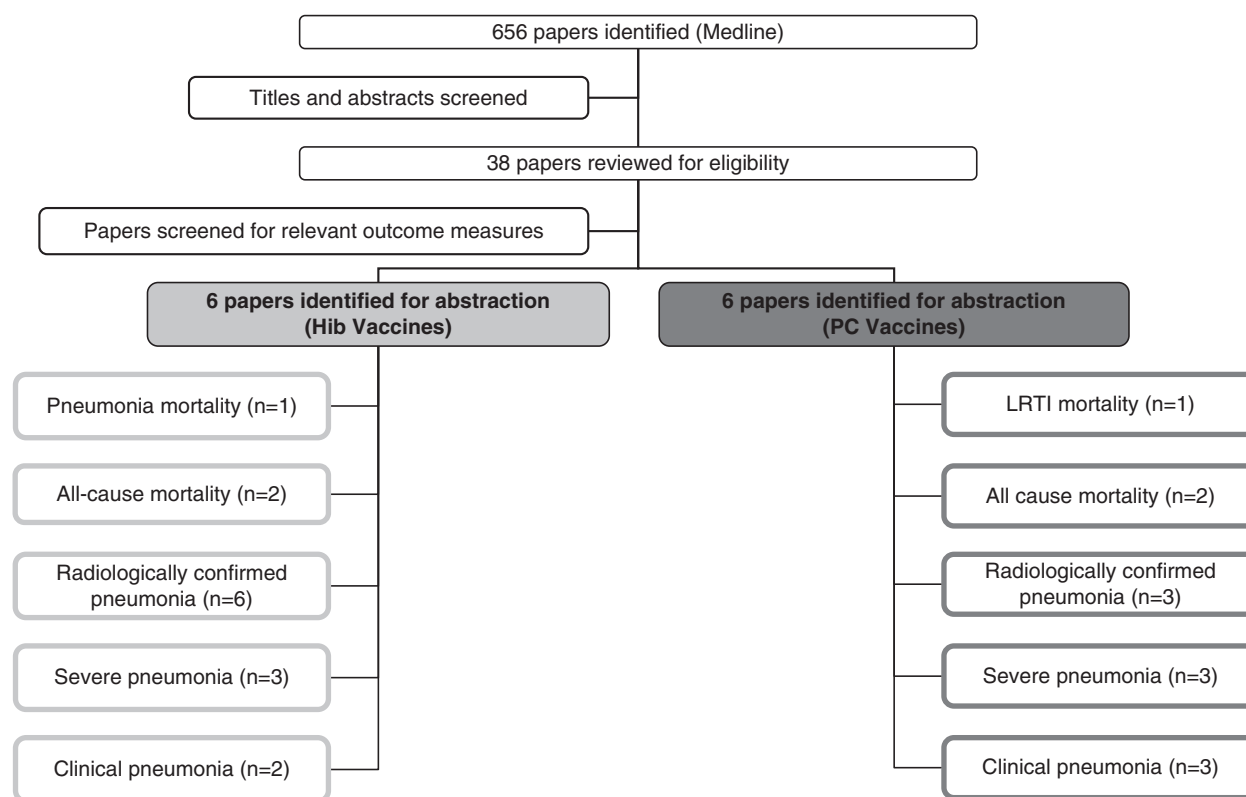 656 papers identified (Medline)
Titles and abstracts screened
38 papers reviewed for eligibility
Papers screened for relevant outcome measures
6 papers identified for abstraction
(Hib Vaccines)
6 papers identified for abstraction
(PC Vaccines)
Pneumonia mortality (n=1)
All-cause mortality (n=2)
Radiologically confirmed
pneumonia (n=6)
Severe pneumonia (n=3)
Clinical pneumonia (n=2)
LRTI mortality (n=1)
All cause mortality (n=2)
Radiologically confirmed
pneumonia (n=3)
Severe pneumonia (n=3)
Clinical pneumonia (n=3)